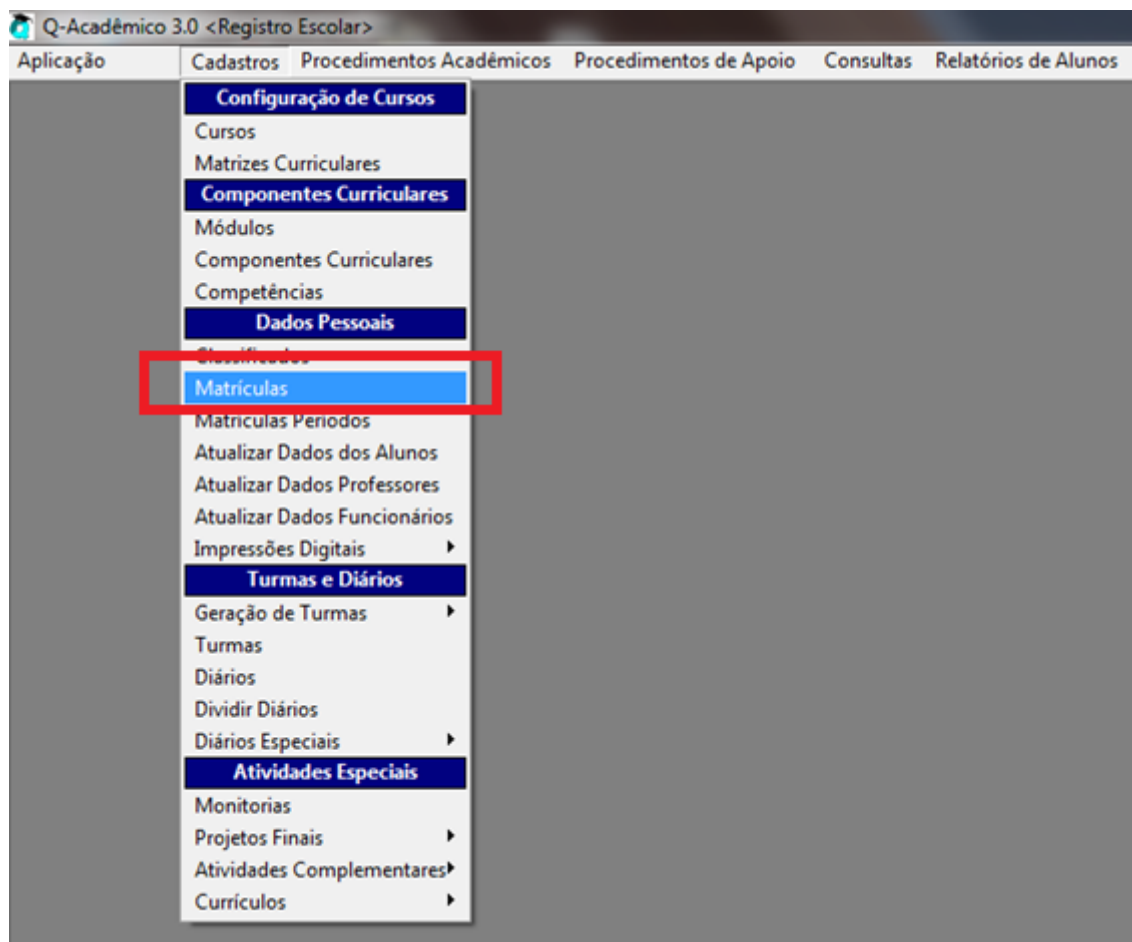 Q-Acadêmico 3.0 <Registro Escolar>
Aplicação Cadastros Procedimentos Acadêmicos Procedimentos de Apoio Consultas Relatórios de Alunos
Configuração de Cursos
Cursos
Matrizes Curriculares
Componentes Curriculares
Módulos
Componentes Curriculares
Competências
Dados Pessoais
Classificados
Matrículas
Matrículas Períodos
Atualizar Dados dos Alunos
Atualizar Dados Professores
Atualizar Dados Funcionários
Impressões Digitais
Turmas e Diários
Geração de Turmas
Turmas
Diários
Dividir Diários
Diários Especiais
Atividades Especiais
Monitorias
Projetos Finais
Atividades Complementares
Currículos